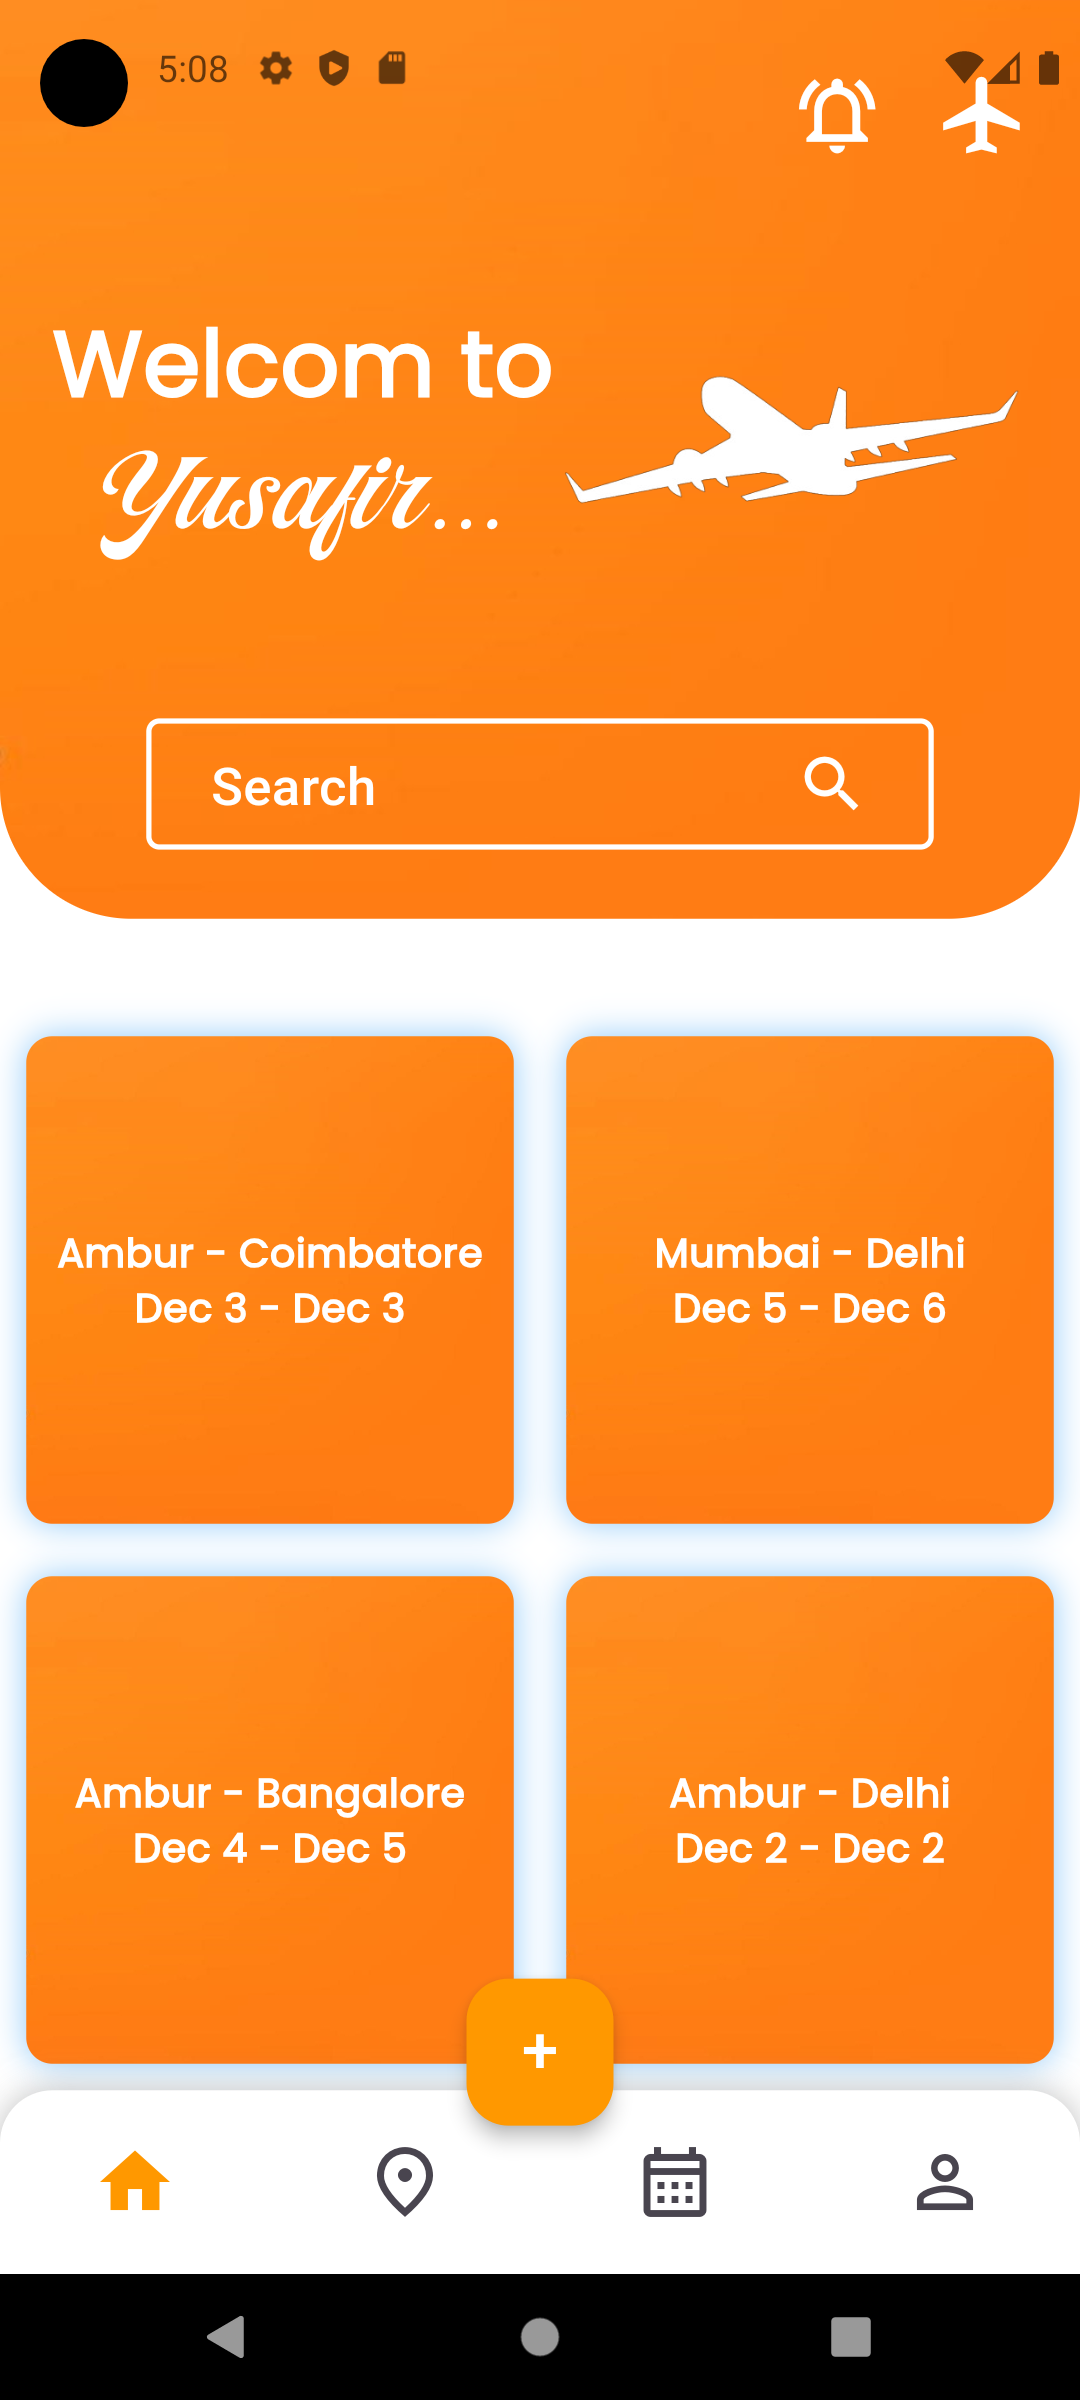 5:08
Welcom to
Yusafir...
Search
Ambur - Coimbatore
Dec 3 - Dec 3
Mumbai - Delhi
Dec 5 - Dec 6
Ambur - Bangalore
Dec 4 - Dec 5
Ambur - Delhi
Dec 2 - Dec 2
+